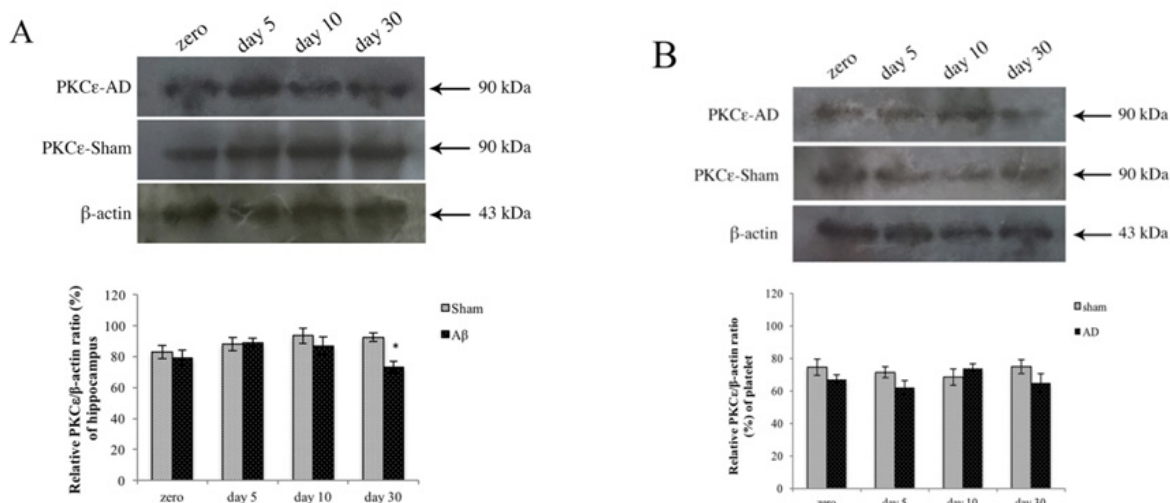 A
zero day 5 day 10 day 30
PKCε-AD 90 kDa
PKCε-Sham 90 kDa
β-actin 43 kDa
Relative PKCε/β-actin ratio (%)
of hippocampus
120
100
80
60
40
20
0
Sham
Aβ
*
zero day 5 day 10 day 30
B
zero day 5 day 10 day 30
PKCε-AD 90 kDa
PKCε-Sham 90 kDa
β-actin 43 kDa
Relative PKCε/β-actin ratio
(%) of platelet
120
100
80
60
40
20
0
sham
AD
zero day 5 day 10 day 30